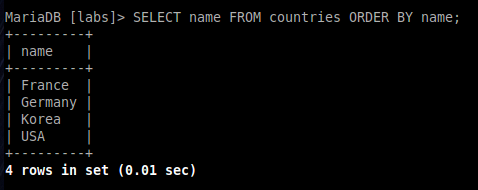 MariaDB [labs]> SELECT name FROM countries ORDER BY name;
+---------+
| name    |
+---------+
| France  |
| Germany |
| Korea   |
| USA     |
+---------+
4 rows in set (0.01 sec)